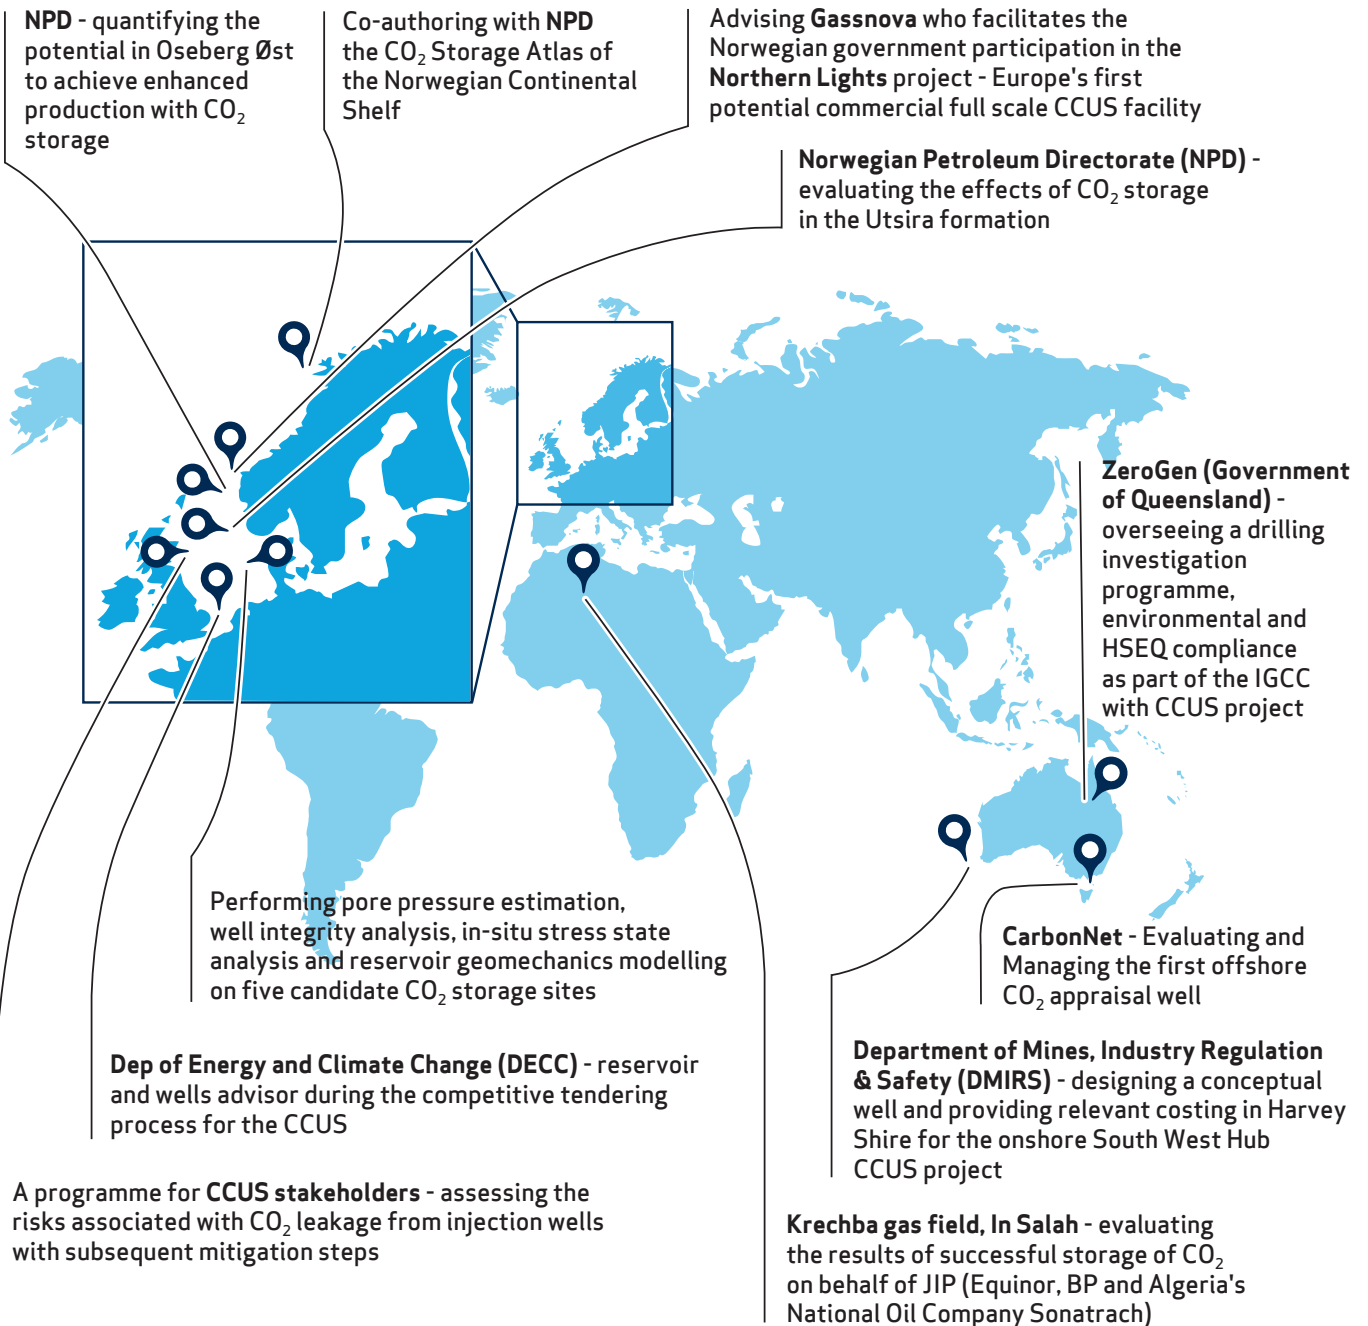 NPD - quantifying the
potential in Oseberg Øst
to achieve enhanced
production with CO₂
storage
Co-authoring with NPD
the CO₂ Storage Atlas of
the Norwegian Continental
Shelf
Advising Gassnova who facilitates the
Norwegian government participation in the
Northern Lights project - Europe's first
potential commercial full scale CCUS facility
Norwegian Petroleum Directorate (NPD) -
evaluating the effects of CO₂ storage
in the Utsira formation
ZeroGen (Government
of Queensland) -
overseeing a drilling
investigation
programme,
environmental and
HSEQ compliance
as part of the IGCC
with CCUS project
Performing pore pressure estimation,
well integrity analysis, in-situ stress state
analysis and reservoir geomechanics modelling
on five candidate CO₂ storage sites
CarbonNet - Evaluating and
Managing the first offshore
CO₂ appraisal well
Dep of Energy and Climate Change (DECC) - reservoir
and wells advisor during the competitive tendering
process for the CCUS
Department of Mines, Industry Regulation
& Safety (DMIRS) - designing a conceptual
well and providing relevant costing in Harvey
Shire for the onshore South West Hub
CCUS project
A programme for CCUS stakeholders - assessing the
risks associated with CO₂ leakage from injection wells
with subsequent mitigation steps
Krechba gas field, In Salah - evaluating
the results of successful storage of CO₂
on behalf of JIP (Equinor, BP and Algeria's
National Oil Company Sonatrach)